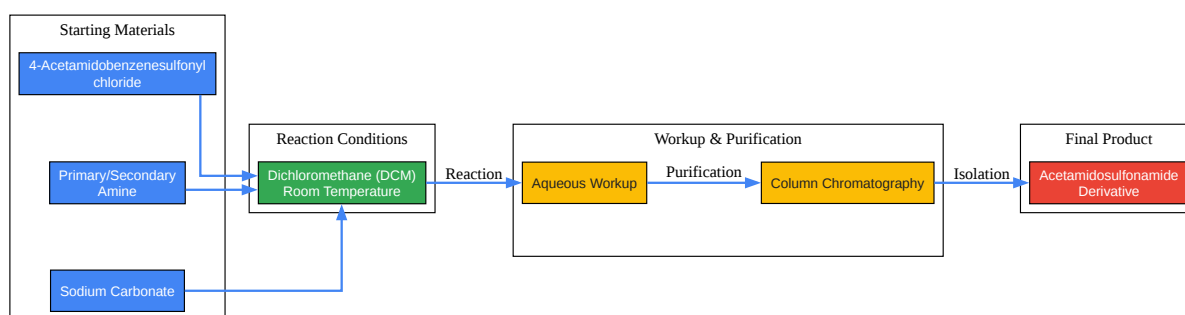 Starting Materials
4-Acetamidobenzenesulfonyl
chloride
Primary/Secondary
Amine
Sodium Carbonate
Reaction Conditions
Dichloromethane (DCM)
Room Temperature
Reaction
Workup & Purification
Aqueous Workup
Purification
Column Chromatography
Isolation
Final Product
Acetamidosulfonamide
Derivative